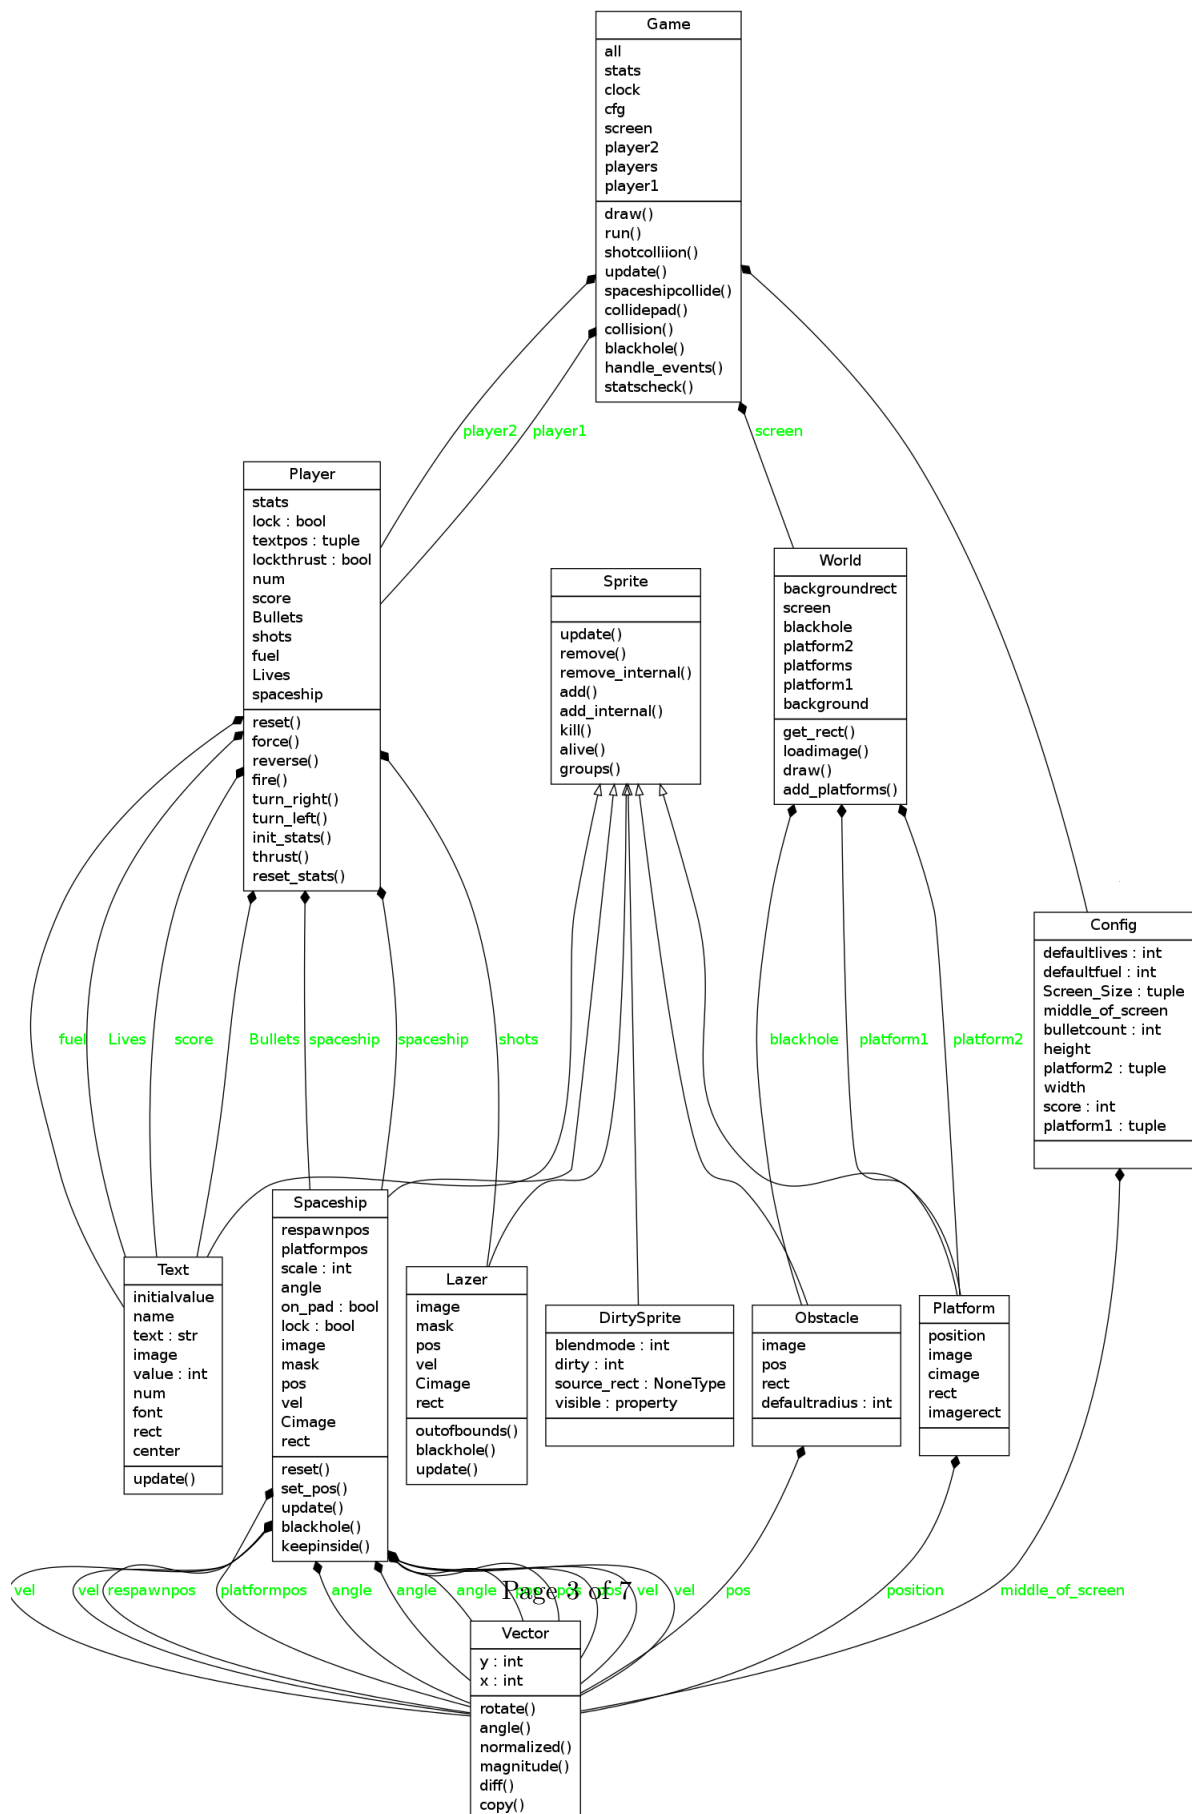 Game
all
stats
clock
cfg
screen
player2
players
player1
draw()
run()
shotcolliion()
update()
spaceshipcollide()
collidepad()
collision()
blackhole()
handle_events()
statscheck()
player2
player1
screen
Player
stats
lock : bool
textpos : tuple
lockthrust : bool
num
score
Bullets
shots
fuel
Lives
spaceship
reset()
force()
reverse()
fire()
turn_right()
turn_left()
init_stats()
thrust()
reset_stats()
Sprite
update()
remove()
remove_internal()
add()
add_internal()
kill()
alive()
groups()
World
backgroundrect
screen
blackhole
platform2
platforms
platform1
background
get_rect()
loadimage()
draw()
add_platforms()
Config
defaultlives : int
defaultfuel : int
Screen_Size : tuple
middle_of_screen
bulletcount : int
height
platform2 : tuple
width
score : int
platform1 : tuple
fuel
Lives
score
Bullets
spaceship
spaceship
shots
blackhole
platform1
platform2
Text
initialvalue
name
text : str
image
value : int
num
font
rect
center
update()
Spaceship
respawnpos
platformpos
scale : int
angle
on_pad : bool
lock : bool
image
mask
pos
vel
Cimage
rect
reset()
set_pos()
update()
blackhole()
keepinside()
Lazer
image
mask
pos
vel
Cimage
rect
outofbounds()
blackhole()
update()
DirtySprite
blendmode : int
dirty : int
source_rect : NoneType
visible : property
Obstacle
image
pos
rect
defaultradius : int
Platform
position
image
cimage
rect
imagerect
vel
vel
respawnpos
platformpos
angle
angle
angle
pos
pos
pos
vel
vel
pos
position
middle_of_screen
Page 3 of 7
Vector
y : int
x : int
rotate()
angle()
normalized()
magnitude()
diff()
copy()